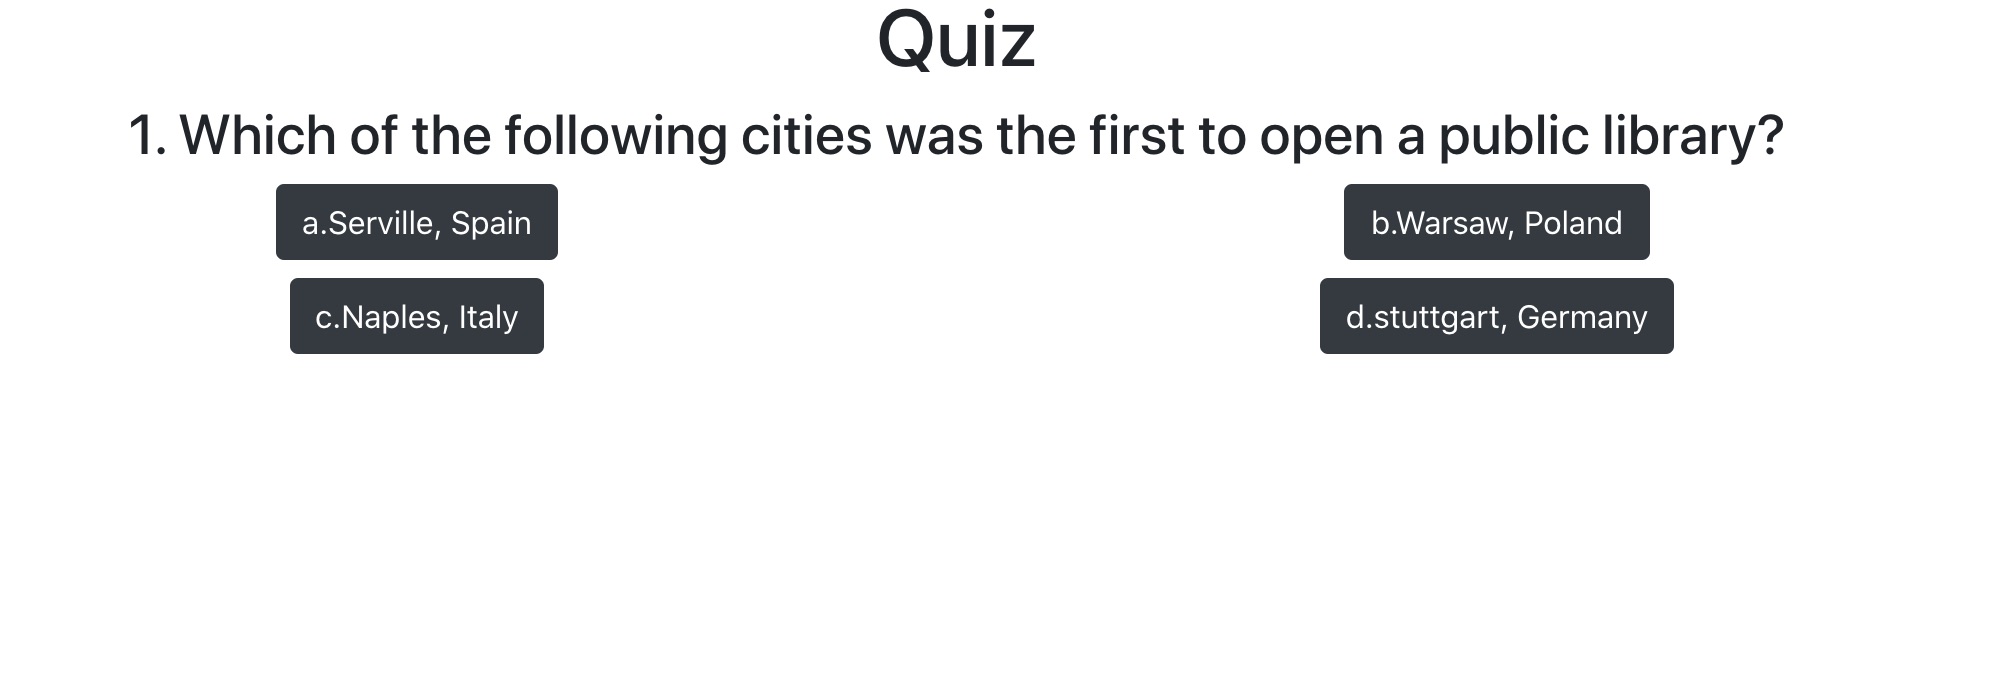 Quiz
1. Which of the following cities was the first to open a public library?
a.Serville, Spain
b.Warsaw, Poland
c.Naples, Italy
d.stuttgart, Germany